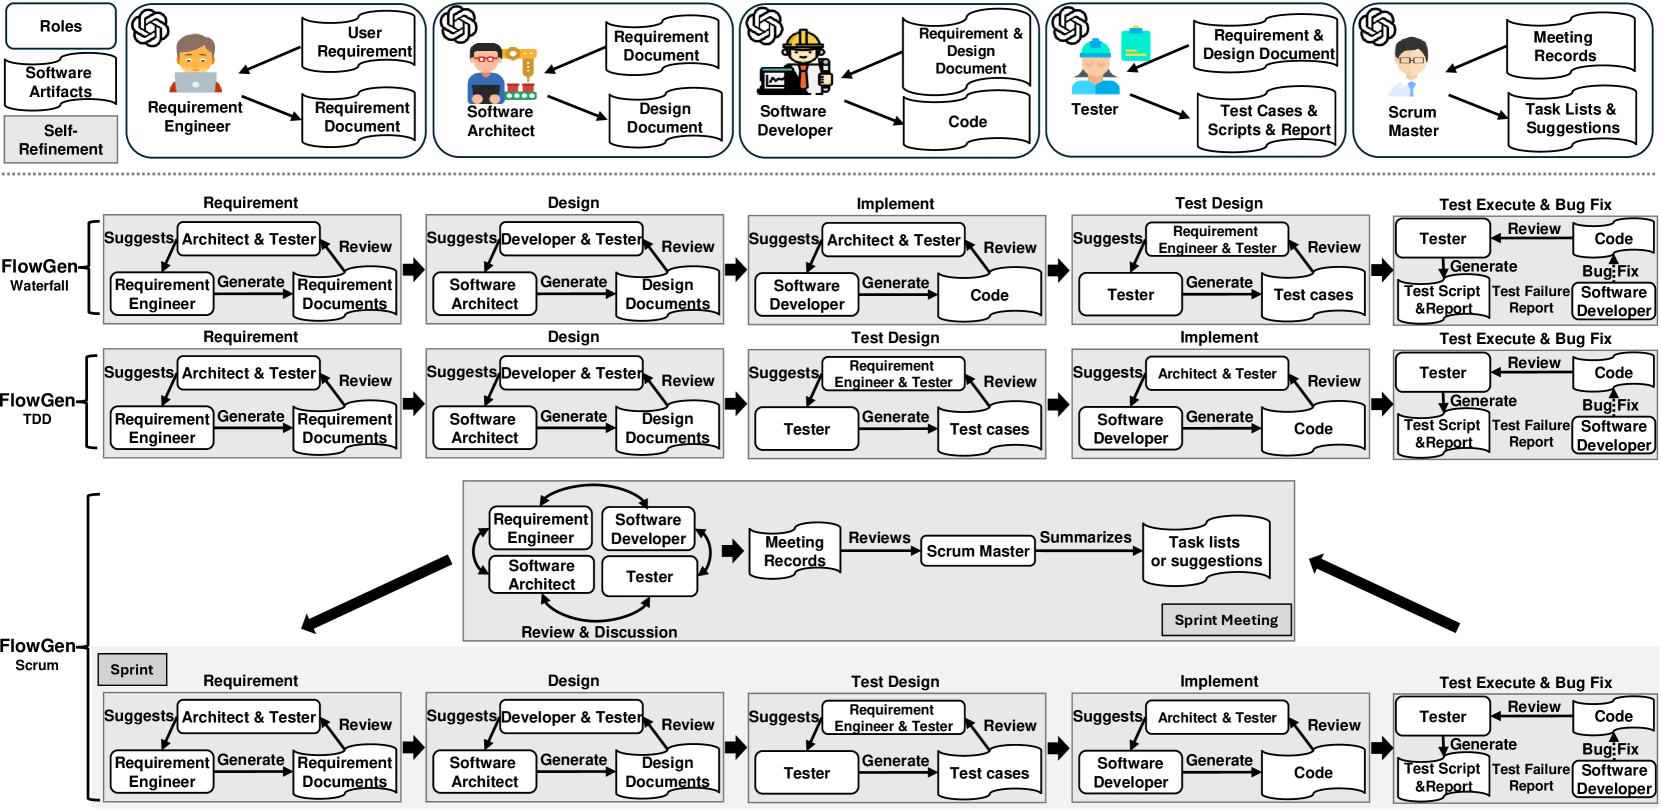 Roles
Software
Artifacts
Self-
Refinement
Requirement
Engineer
User
Requirement
Requirement
Document
Software
Architect
Requirement
Document
Design
Document
Software
Developer
Requirement &
Design
Document
Code
Tester
Requirement &
Design Document
Test Cases &
Scripts & Report
Scrum
Master
Meeting
Records
Task Lists &
Suggestions
FlowGen
Waterfall
Requirement
Suggests
Architect & Tester
Review
Requirement
Engineer
Generate
Requirement
Documents
Design
Suggests
Developer & Tester
Review
Software
Architect
Generate
Design
Documents
Implement
Suggests
Architect & Tester
Review
Software
Developer
Generate
Code
Test Design
Suggests
Requirement
Engineer & Tester
Review
Tester
Generate
Test cases
Test Execute & Bug Fix
Tester
Review
Code
Generate
Bug Fix
Test Script
&Report
Test Failure
Report
Software
Developer
FlowGen
TDD
Requirement
Suggests
Architect & Tester
Review
Requirement
Engineer
Generate
Requirement
Documents
Design
Suggests
Developer & Tester
Review
Software
Architect
Generate
Design
Documents
Test Design
Suggests
Requirement
Engineer & Tester
Review
Tester
Generate
Test cases
Implement
Suggests
Architect & Tester
Review
Software
Developer
Generate
Code
Test Execute & Bug Fix
Tester
Review
Code
Generate
Bug Fix
Test Script
&Report
Test Failure
Report
Software
Developer
FlowGen
Scrum
Requirement
Engineer
Software
Developer
Software
Architect
Tester
Review & Discussion
Meeting
Records
Reviews
Scrum Master
Summarizes
Task lists
or suggestions
Sprint Meeting
Sprint
Requirement
Suggests
Architect & Tester
Review
Requirement
Engineer
Generate
Requirement
Documents
Design
Suggests
Developer & Tester
Review
Software
Architect
Generate
Design
Documents
Test Design
Suggests
Requirement
Engineer & Tester
Review
Tester
Generate
Test cases
Implement
Suggests
Architect & Tester
Review
Software
Developer
Generate
Code
Test Execute & Bug Fix
Tester
Review
Code
Generate
Bug Fix
Test Script
&Report
Test Failure
Report
Software
Developer